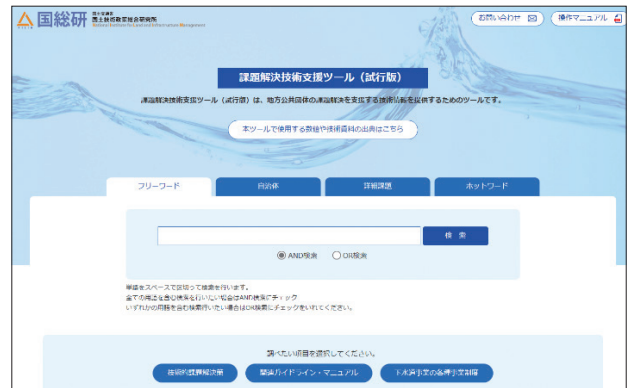 国総研
国土交通省
国土技術政策総合研究所
National Institute for Land and Infrastructure Management
お問い合わせ
操作マニュアル
課題解決技術支援ツール（試行版）
課題解決技術支援ツール（試行版）は、地方公共団体の課題解決を支援する技術情報を提供するためのツールです。
本ツールで使用する数値や技術資料の出典はこちら
フリーワード
自治体
詳細課題
ホットワード
検 索
AND検索
OR検索
単語をスペースで区切って検索を行います。
全ての用語を含む検索を行いたい場合はAND検索にチェック
いずれかの用語を含む検索行いたい場合はOR検索にチェックをいれてください。
調べたい項目を選択してください。
技術的課題解決策
関連ガイドライン・マニュアル
下水道事業の各種事業制度